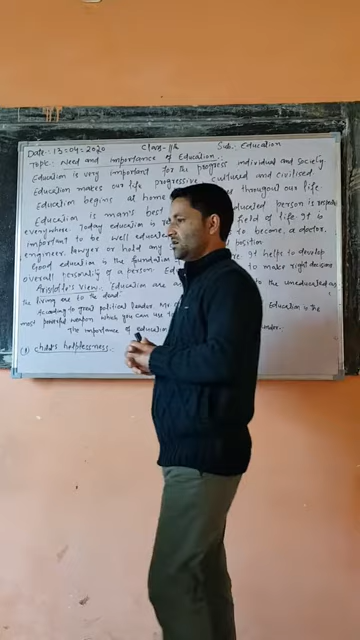 Date:- 13=04=2020 Class-11th Sub:- Education
Topic:- Need and importance of Education:-
Education is very important for the progress individual and society.
Education makes our life progressive, cultured and civilised
Education begins at home througout our life.
Education is man's best educated person is
everywhere. Today education is field of life. It is
important to be well educated to become, a doctor,
engineer, lawyer or hold any position
Good education is the foundation It helps to develop
overall personality of a person. to make right decisions
Aristotle's View:- Education are to the uneducated as
the living are to the dead.
According to great political leader, Education is the
most powerful weapon which you can use to
The importance of education
(1) Child's helplessness:-